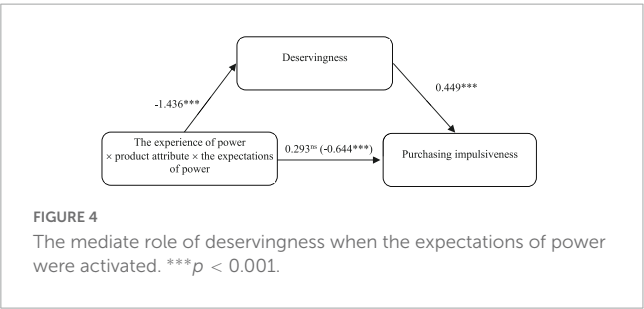 Deservingness
-1.436***
0.449***
The experience of power
× product attribute × the expectations
of power
0.293ns (-0.644***)
Purchasing impulsiveness
FIGURE 4
The mediate role of deservingness when the expectations of power
were activated. ***p < 0.001.